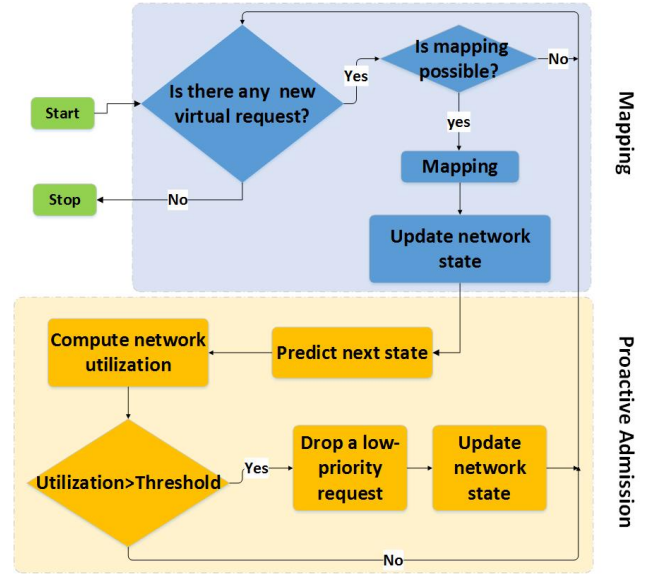 Is there any new
virtual request?
Yes
Is mapping
possible?
No
Start
yes
Mapping
Mapping
Stop
No
Update network
state
Compute network
utilization
Predict next state
Proactive Admission
Utilization>Threshold
Yes
Drop a low-
priority
request
Update
network
state
No